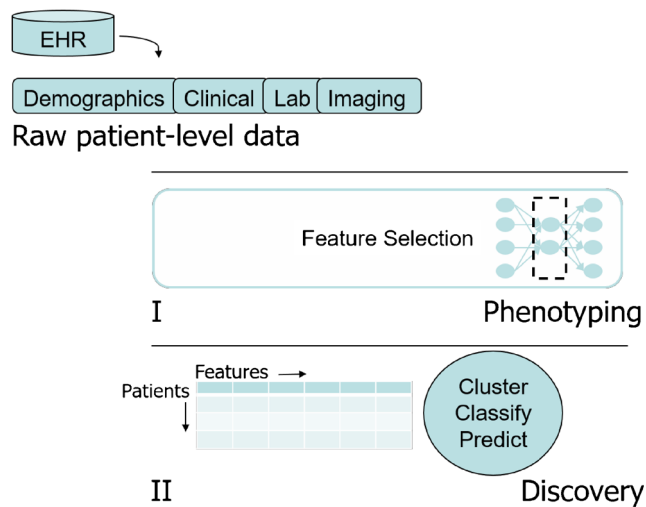 EHR
Demographics Clinical Lab Imaging
Raw patient-level data
Feature Selection
I Phenotyping
Features
Patients
Cluster
Classify
Predict
II Discovery